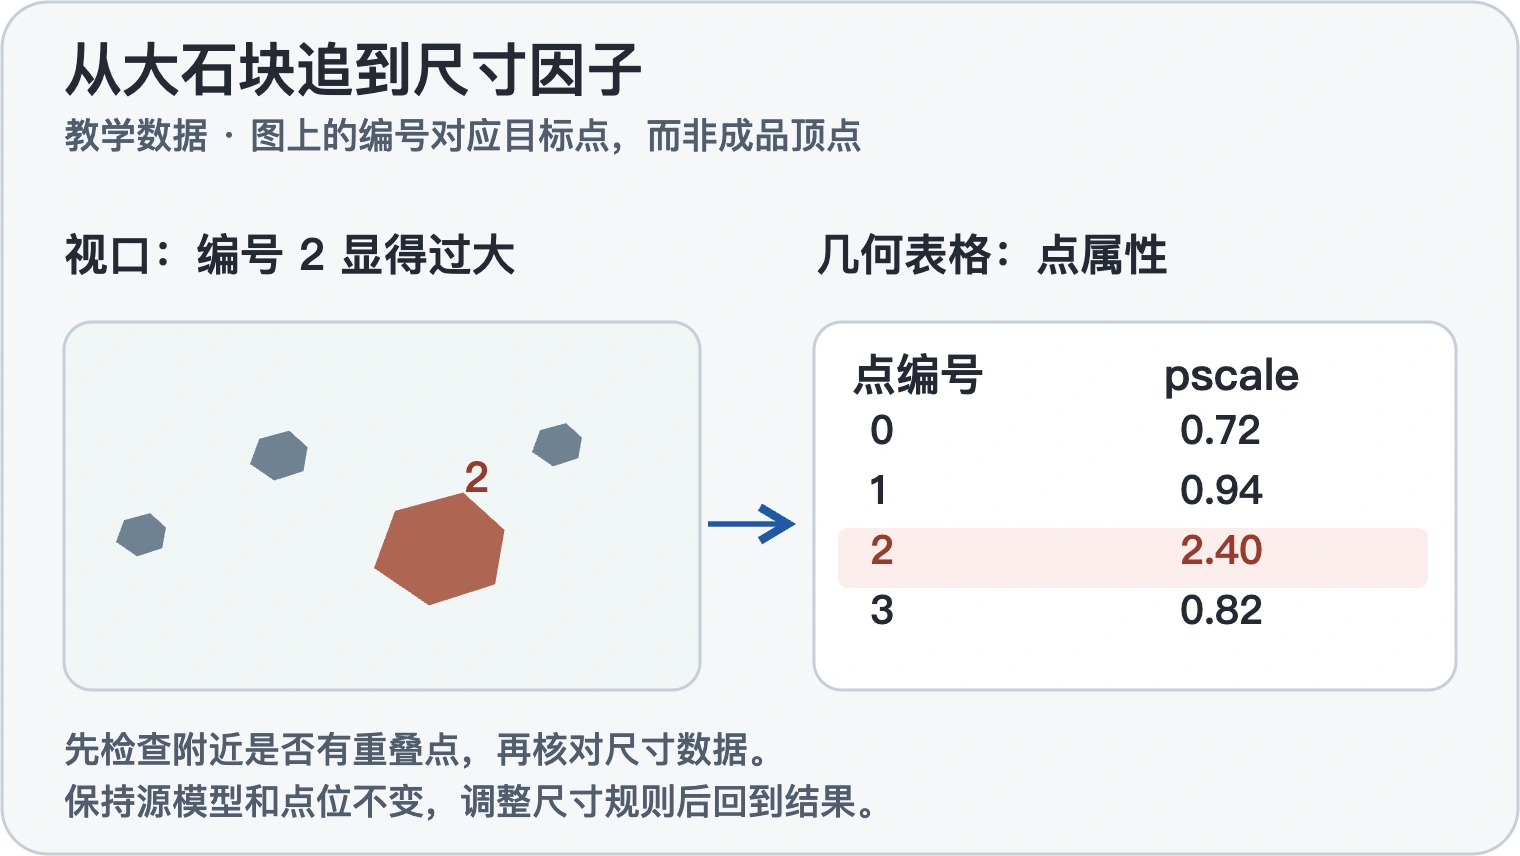 从大石块追到尺寸因子
教学数据 · 图上的编号对应目标点，而非成品顶点
视口：编号 2 显得过大
2
几何表格：点属性
点编号 pscale
0 0.72
1 0.94
2 2.40
3 0.82
先检查附近是否有重叠点，再核对尺寸数据。
保持源模型和点位不变，调整尺寸规则后回到结果。